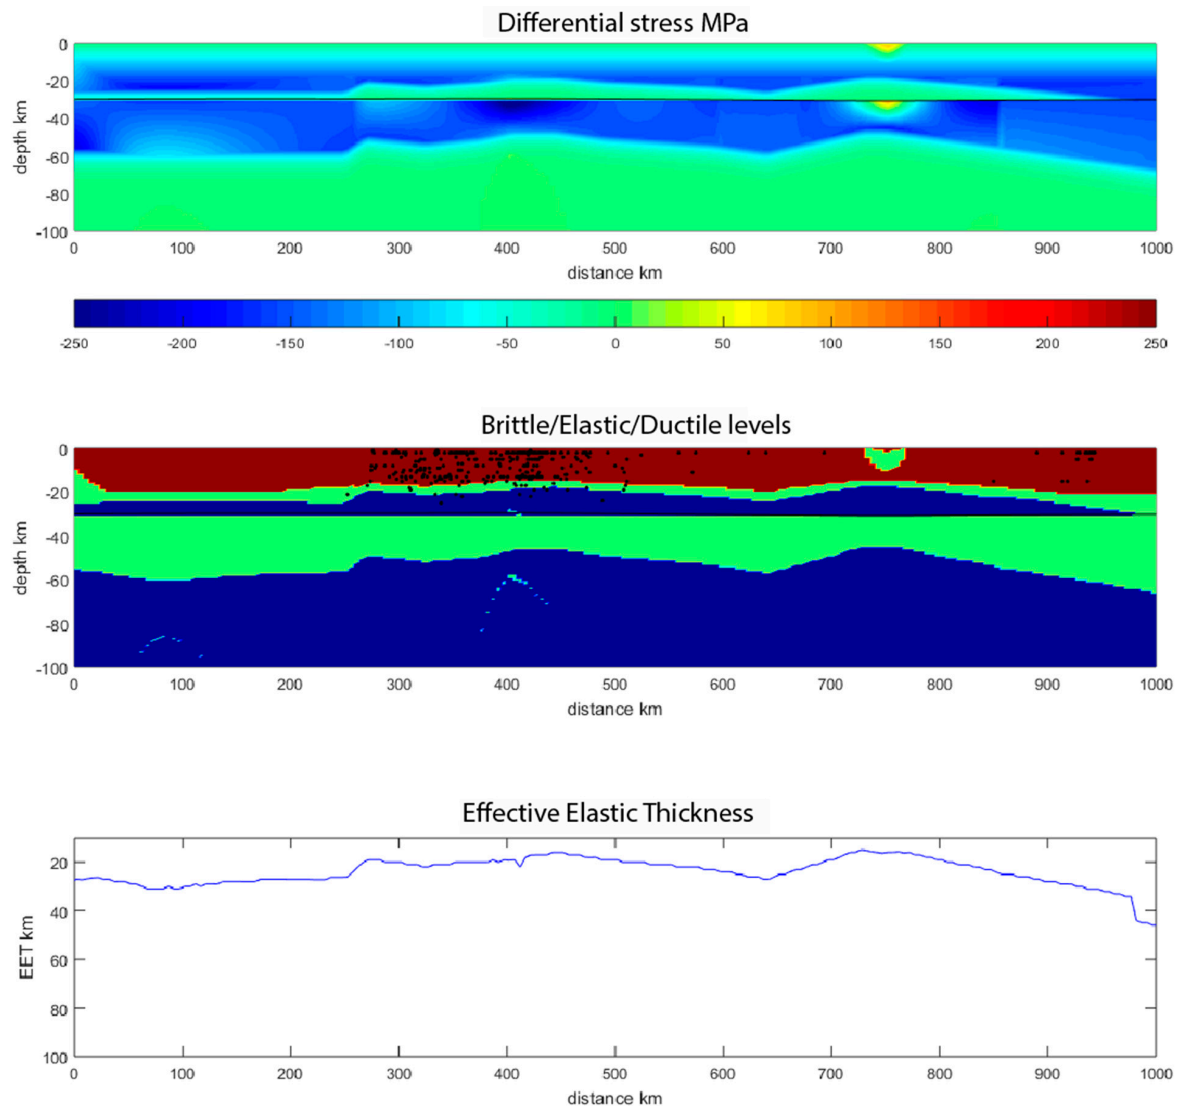 Differential stress MPa
0
-20
-40
-60
-80
-100
depth km
0 100 200 300 400 500 600 700 800 900 1000
distance km
-250 -200 -150 -100 -50 0 50 100 150 200 250
Brittle/Elastic/Ductile levels
0
-20
-40
-60
-80
-100
depth km
0 100 200 300 400 500 600 700 800 900 1000
distance km
Effective Elastic Thickness
20
40
60
80
100
EET km
0 100 200 300 400 500 600 700 800 900 1000
distance km